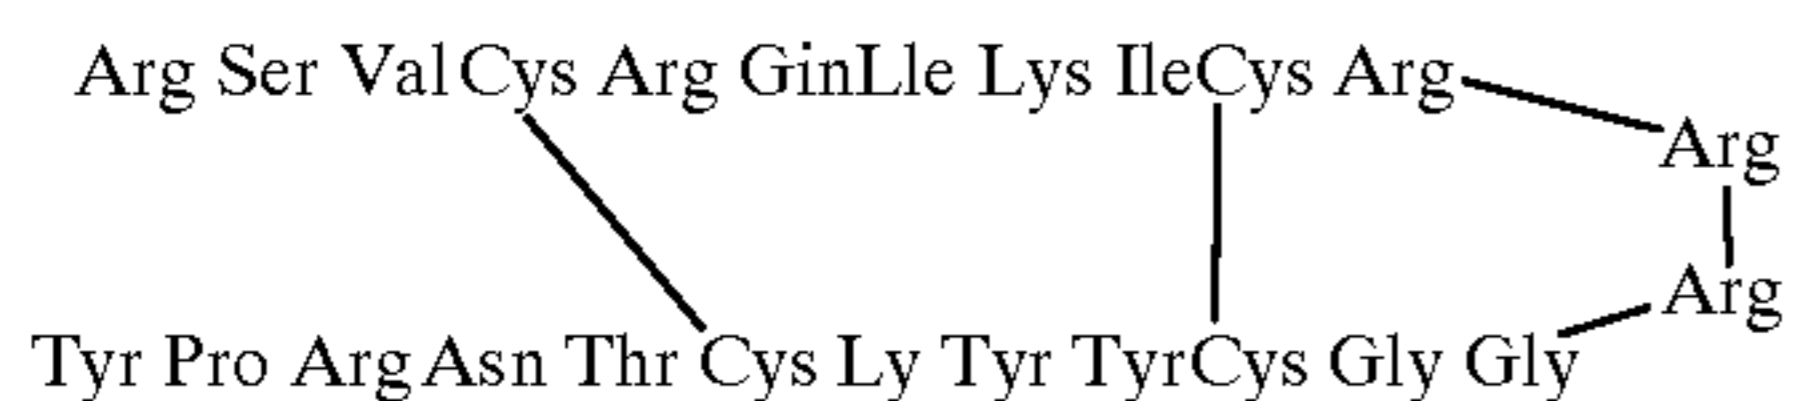 Arg Ser Val Cys Arg GinLle Lys IleCys Arg
Arg
Arg
Tyr Pro Arg Asn Thr Cys Ly Tyr TyrCys Gly Gly